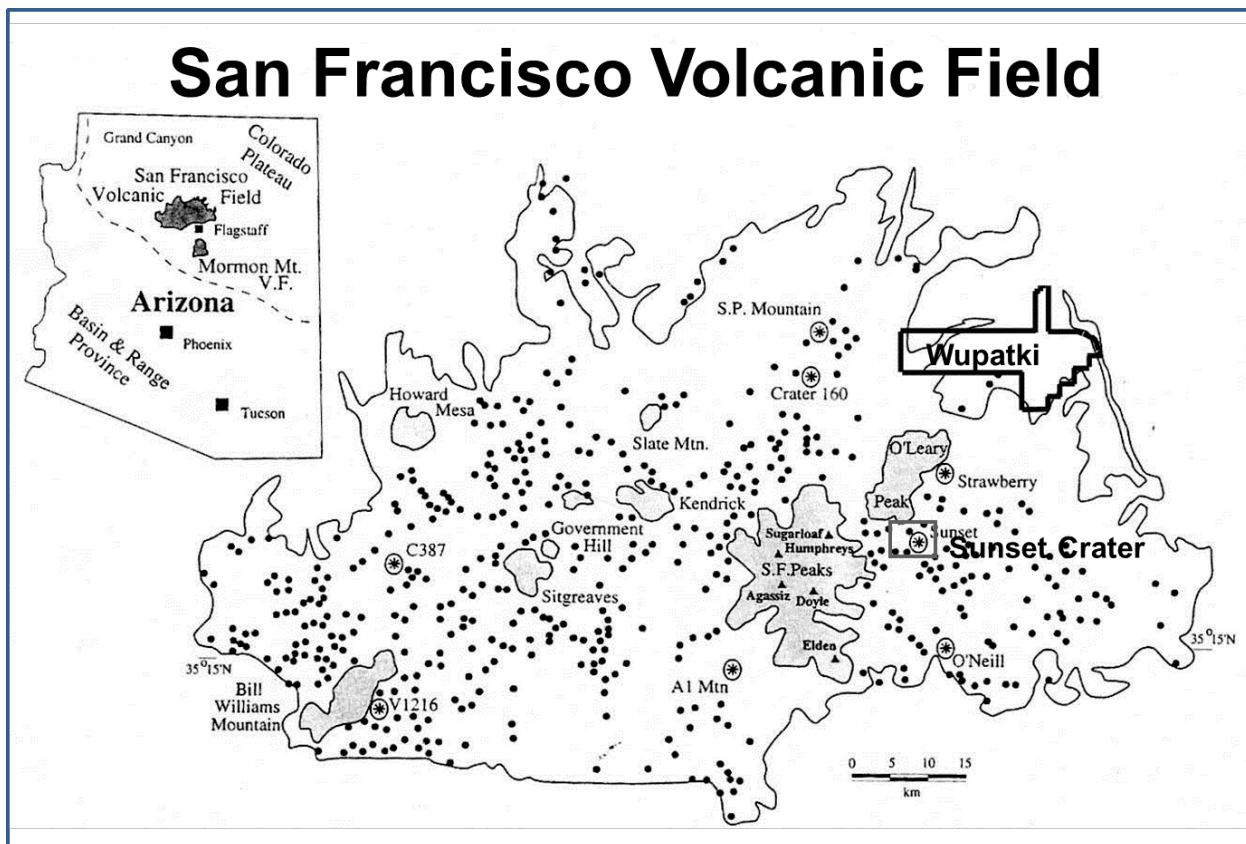 San Francisco Volcanic Field
Grand Canyon
Colorado
Plateau
San Francisco
Volcanic Field
Flagstaff
Mormon Mt.
V.F.
Arizona
Phoenix
Basin & Range
Province
Tucson
S.P. Mountain
Wupatki
Crater 160
Howard
Mesa
Slate Mtn.
O'Leary
Peak
Strawberry
Kendrick
Government
Hill
Sugarloaf
Humphreys
S.F.Peaks
Agassiz
Doyle
Elden
Sunset
Sunset Crater
C387
Sitgreaves
35°15'N
35°15'N
O'Neill
A1 Mtn
Bill
Williams
Mountain
V1216
0 5 10 15
km